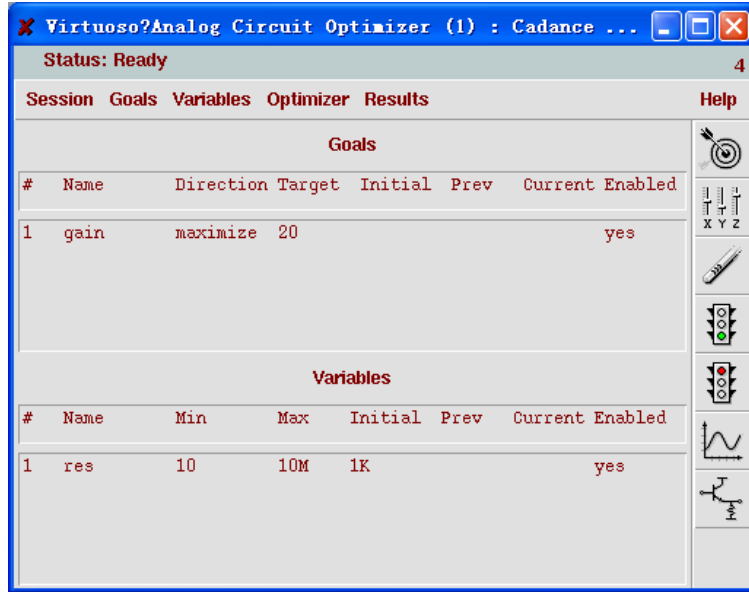 Virtuoso?Analog Circuit Optimizer (1) : Cadance ...
Status: Ready
4
Session Goals Variables Optimizer Results Help
Goals
# Name Direction Target Initial Prev Current Enabled
1 gain maximize 20 yes
X Y Z
Variables
# Name Min Max Initial Prev Current Enabled
1 res 10 10M 1K yes